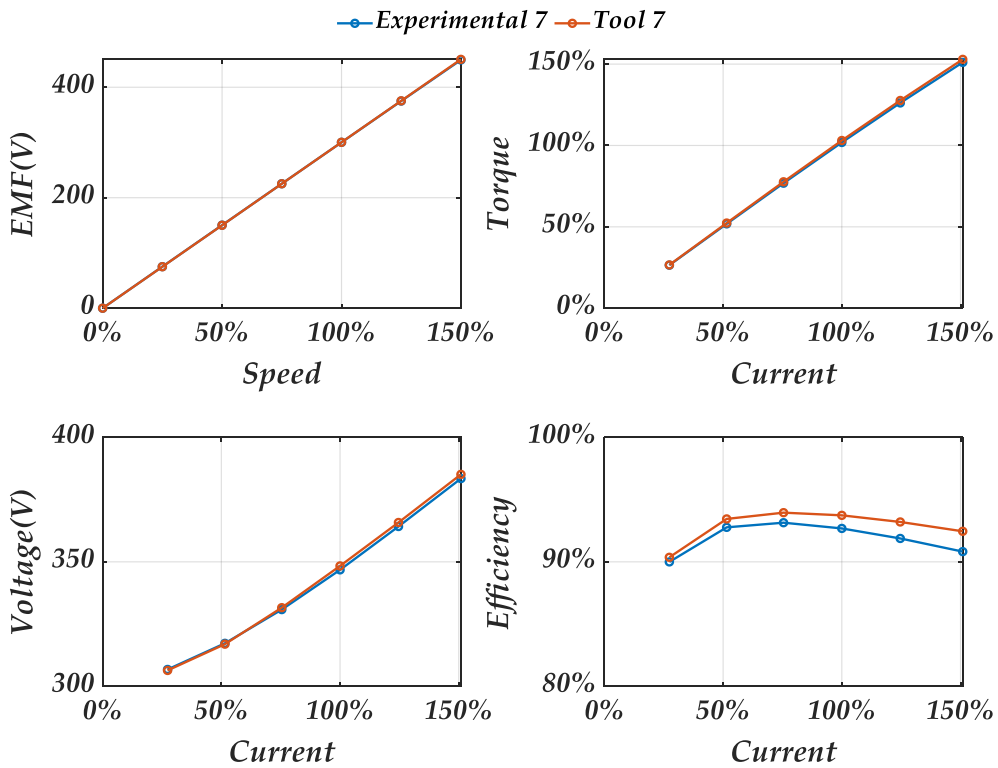 Experimental 7 Tool 7
EMF(V)
400
200
0
0% 50% 100% 150%
Speed
Torque
150%
100%
50%
0%
0% 50% 100% 150%
Current
Voltage(V)
400
350
300
0% 50% 100% 150%
Current
Efficiency
100%
90%
80%
0% 50% 100% 150%
Current